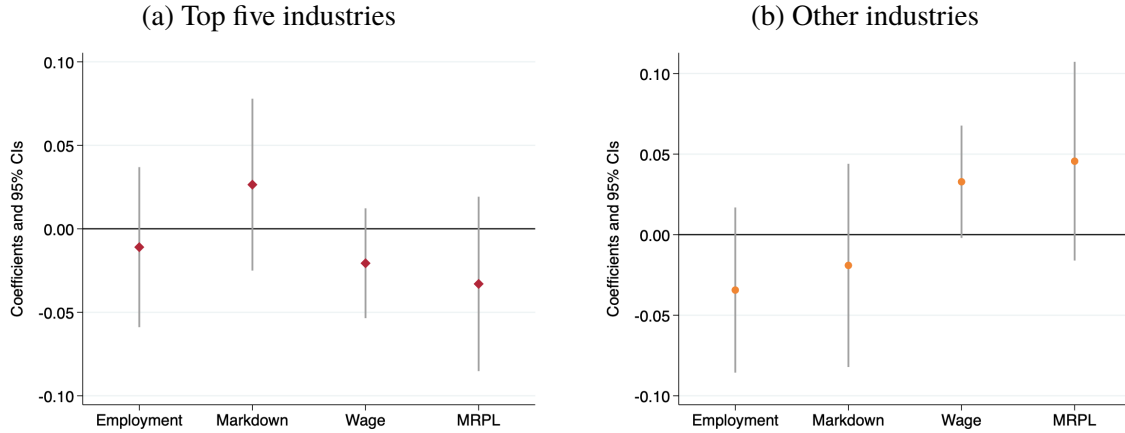 (a) Top five industries
Coefficients and 95% CIs
0.10
0.05
0.00
-0.05
-0.10
Employment Markdown Wage MRPL
(b) Other industries
Coefficients and 95% CIs
0.10
0.05
0.00
-0.05
-0.10
Employment Markdown Wage MRPL